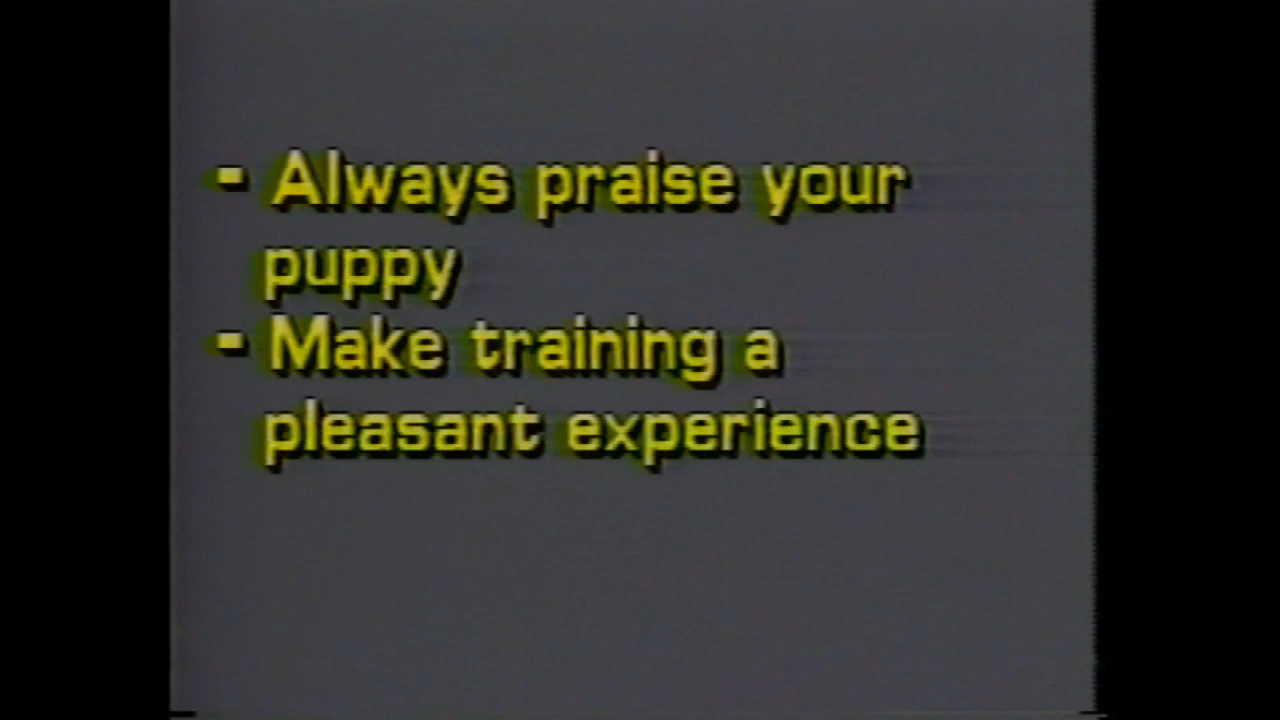 - Always praise your
puppy
- Make training a
pleasant experience